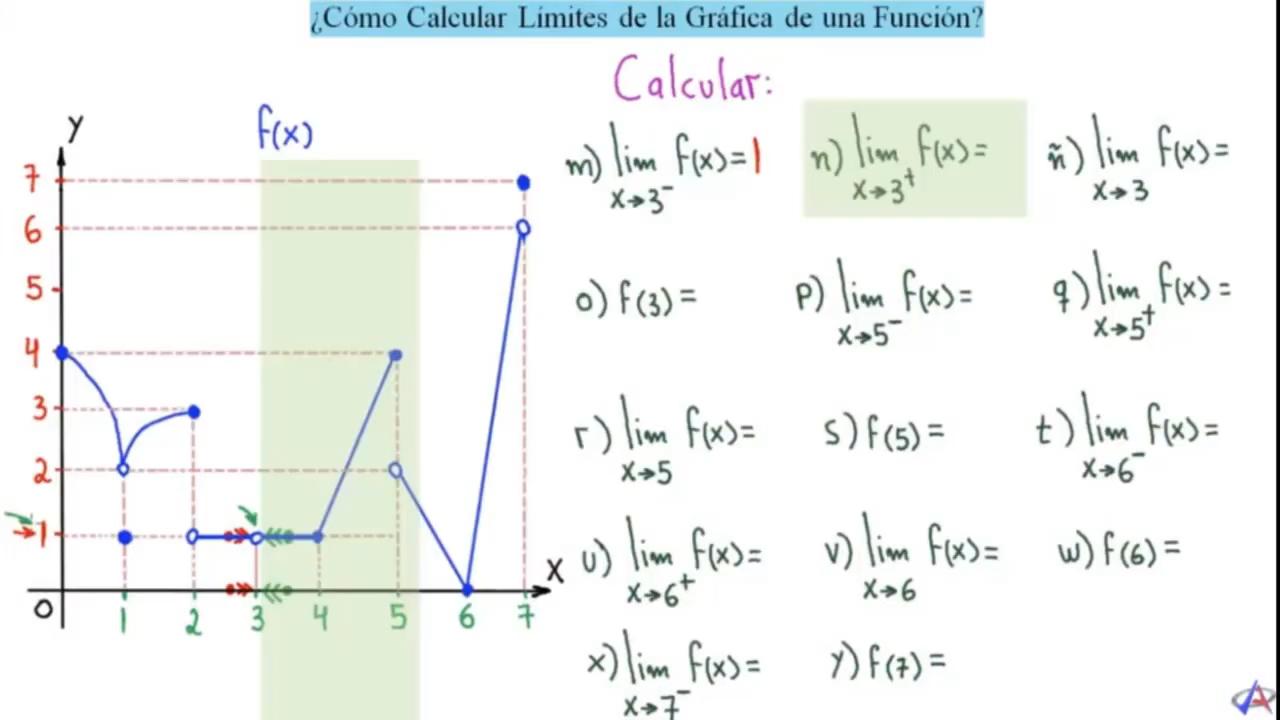 ¿Cómo Calcular Límites de la Gráfica de una Función?
Calcular:
m) lim f(x)=1
x→3⁻
n) lim f(x)=
x→3⁺
ñ) lim f(x)=
x→3
o) f(3)=
p) lim f(x)=
x→5⁻
q) lim f(x)=
x→5⁺
r) lim f(x)=
x→5
s) f(5)=
t) lim f(x)=
x→6⁻
u) lim f(x)=
x→6⁺
v) lim f(x)=
x→6
w) f(6)=
x) lim f(x)=
x→7⁻
y) f(7)=
y
f(x)
7
6
5
4
3
2
1
0
1 2 3 4 5 6 7
x